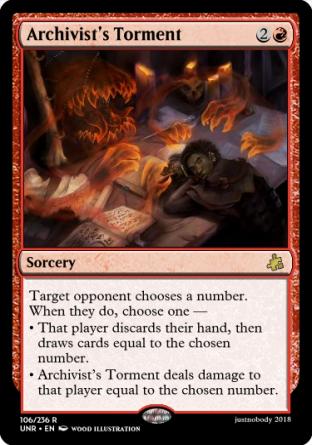 Archivist's Torment 2
Sorcery
Target opponent chooses a number.
When they do, choose one —
• That player discards their hand, then
draws cards equal to the chosen
number.
• Archivist's Torment deals damage to
that player equal to the chosen number.
106/236 R
justnobody 2018
UNR • EN WOOD ILLUSTRATION